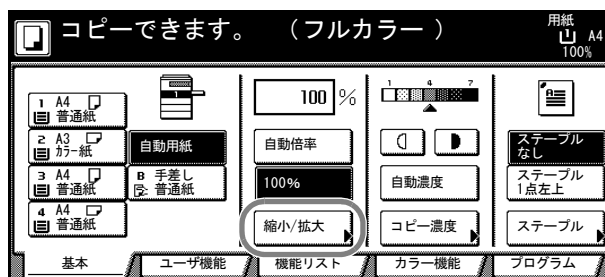 コピーできます。 （フルカラー ）
用紙
1 A4
100%
1 A4
普通紙
2 A3
ｶﾗｰ紙
3 A4
普通紙
4 A4
普通紙
自動用紙
B 手差し
普通紙
100 %
自動倍率
100%
縮小/拡大
1 4 7
自動濃度
コピー濃度
ステープル
なし
ステープル
1点左上
ステープル
基本
ユーザ機能
機能リスト
カラー機能
プログラム